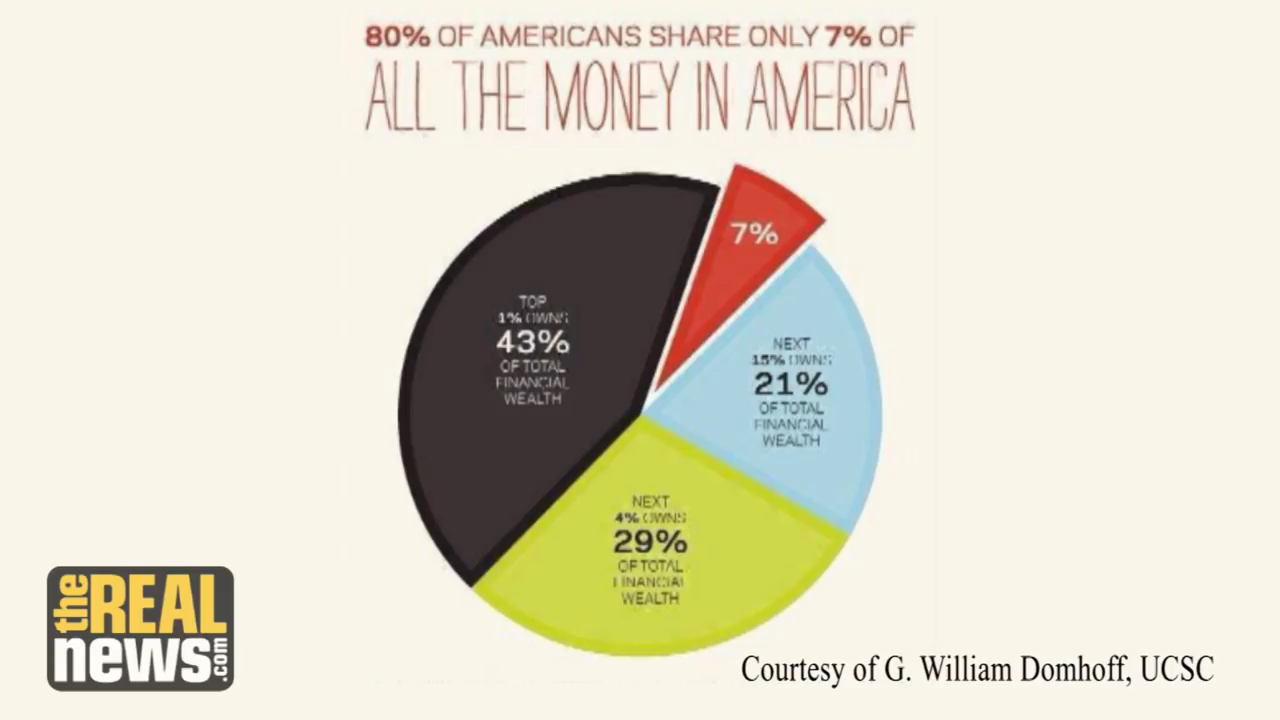 80% OF AMERICANS SHARE ONLY 7% OF
ALL THE MONEY IN AMERICA
7%
TOP
1% OWNS
43%
OF TOTAL
FINANCIAL
WEALTH
NEXT
15% OWNS
21%
OF TOTAL
FINANCIAL
WEALTH
NEXT
4% OWNS
29%
OF TOTAL
FINANCIAL
WEALTH
the REAL
news.com
Courtesy of G. William Domhoff, UCSC